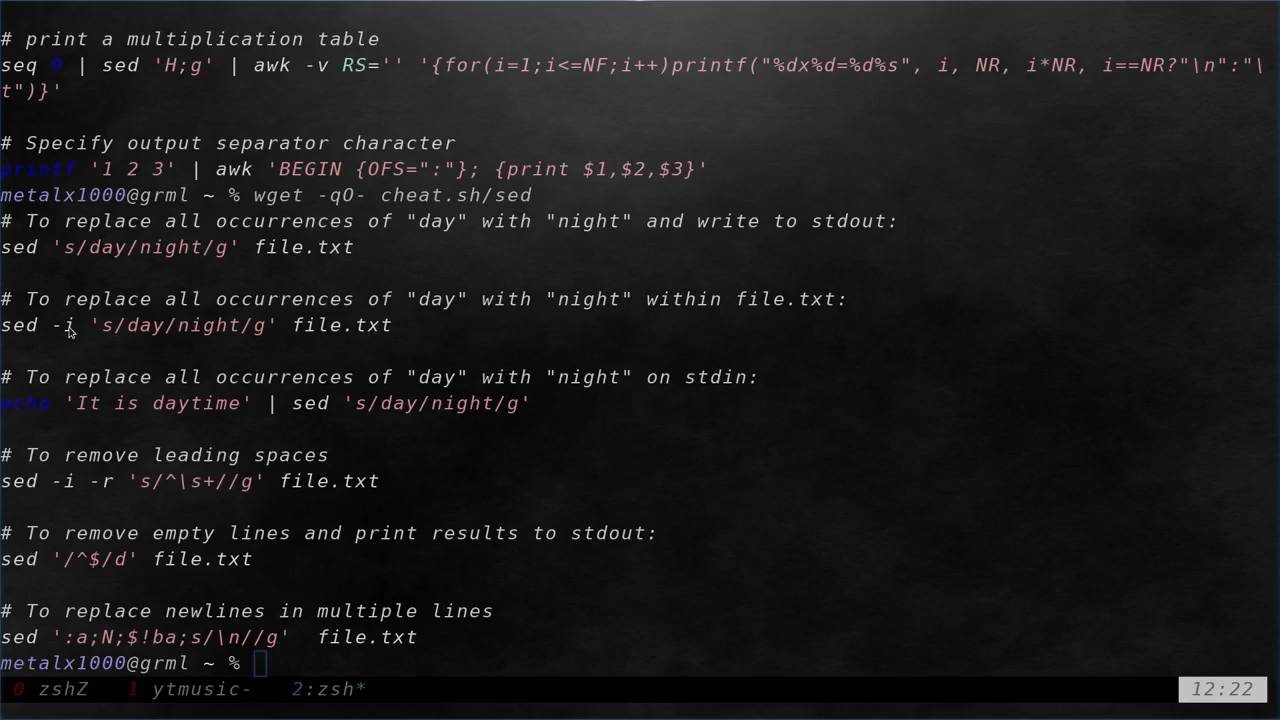 # print a multiplication table
seq 9 | sed 'H;g' | awk -v RS='' '{for(i=1;i<=NF;i++)printf("%dx%d=%d%s", i, NR, i*NR, i==NR?"\n":"\
t")}'
# Specify output separator character
printf '1 2 3' | awk 'BEGIN {OFS=":"}; {print $1,$2,$3}'
metalx1000@grml ~ % wget -qO- cheat.sh/sed
# To replace all occurrences of "day" with "night" and write to stdout:
sed 's/day/night/g' file.txt
# To replace all occurrences of "day" with "night" within file.txt:
sed -i 's/day/night/g' file.txt
# To replace all occurrences of "day" with "night" on stdin:
echo 'It is daytime' | sed 's/day/night/g'
# To remove leading spaces
sed -i -r 's/^\s+//g' file.txt
# To remove empty lines and print results to stdout:
sed '/^$/d' file.txt
# To replace newlines in multiple lines
sed ':a;N;$!ba;s/\n//g'  file.txt
metalx1000@grml ~ %
0 zshZ  1 ytmusic-  2:zsh* 12:22